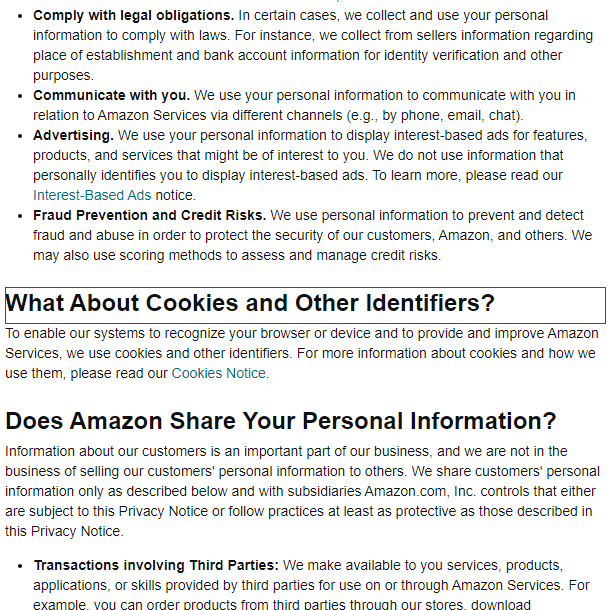 • Comply with legal obligations. In certain cases, we collect and use your personal
information to comply with laws. For instance, we collect from sellers information regarding
place of establishment and bank account information for identity verification and other
purposes.
• Communicate with you. We use your personal information to communicate with you in
relation to Amazon Services via different channels (e.g., by phone, email, chat).
• Advertising. We use your personal information to display interest-based ads for features,
products, and services that might be of interest to you. We do not use information that
personally identifies you to display interest-based ads. To learn more, please read our
Interest-Based Ads notice.
• Fraud Prevention and Credit Risks. We use personal information to prevent and detect
fraud and abuse in order to protect the security of our customers, Amazon, and others. We
may also use scoring methods to assess and manage credit risks.
What About Cookies and Other Identifiers?
To enable our systems to recognize your browser or device and to provide and improve Amazon
Services, we use cookies and other identifiers. For more information about cookies and how we
use them, please read our Cookies Notice.
Does Amazon Share Your Personal Information?
Information about our customers is an important part of our business, and we are not in the
business of selling our customers' personal information to others. We share customers' personal
information only as described below and with subsidiaries Amazon.com, Inc. controls that either
are subject to this Privacy Notice or follow practices at least as protective as those described in
this Privacy Notice.
• Transactions involving Third Parties: We make available to you services, products,
applications, or skills provided by third parties for use on or through Amazon Services. For
example, you can order products from third parties through our stores, download